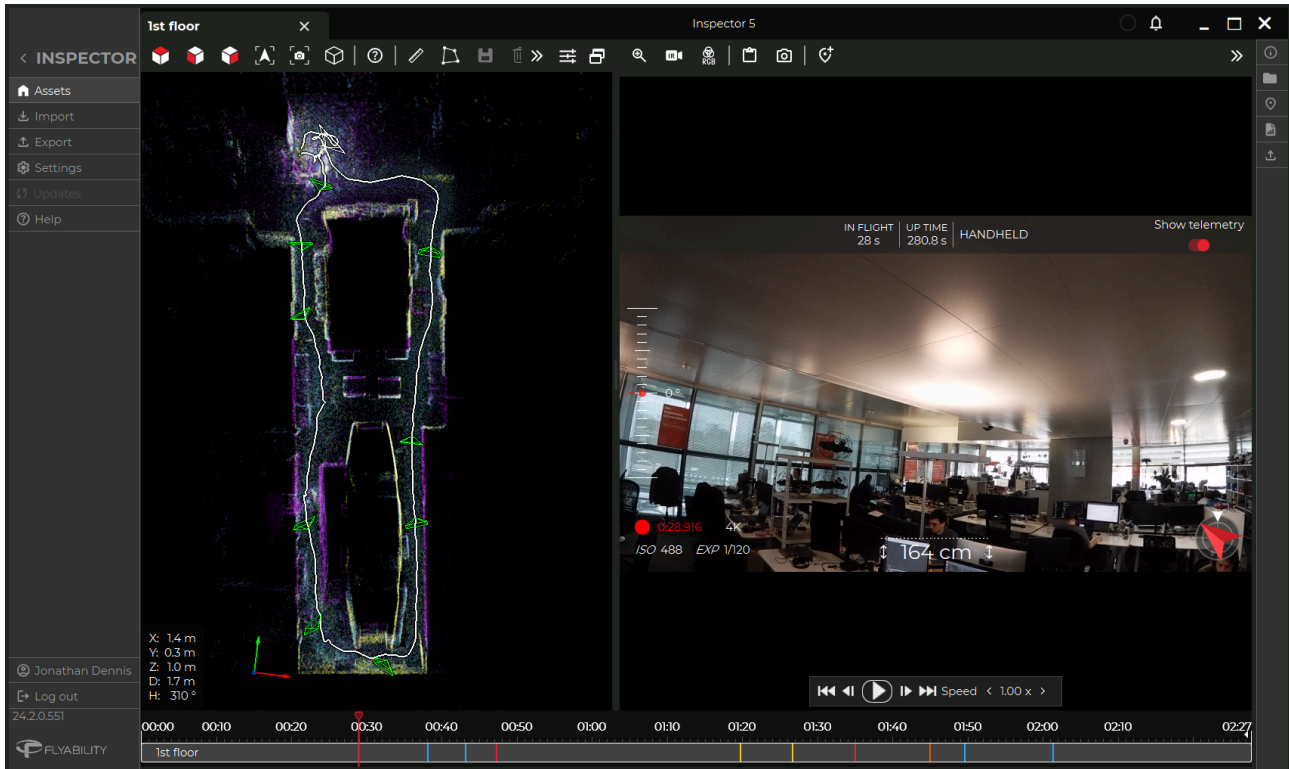 1st floor
Inspector 5
INSPECTOR
Assets
Import
Export
Settings
Updates
Help
IR
RGB
IN FLIGHT
28 s
UP TIME
280.8 s
HANDHELD
Show telemetry
0°
0:28.916
4K
ISO 488
EXP 1/120
164 cm
X: 1.4 m
Y: 0.3 m
Z: 1.0 m
D: 1.7 m
H: 310 °
Speed
1.00 x
Jonathan Dennis
Log out
24.2.0.551
FLYABILITY
00:00 00:10 00:20 00:30 00:40 00:50 01:00 01:10 01:20 01:30 01:40 01:50 02:00 02:10 02:27
1st floor